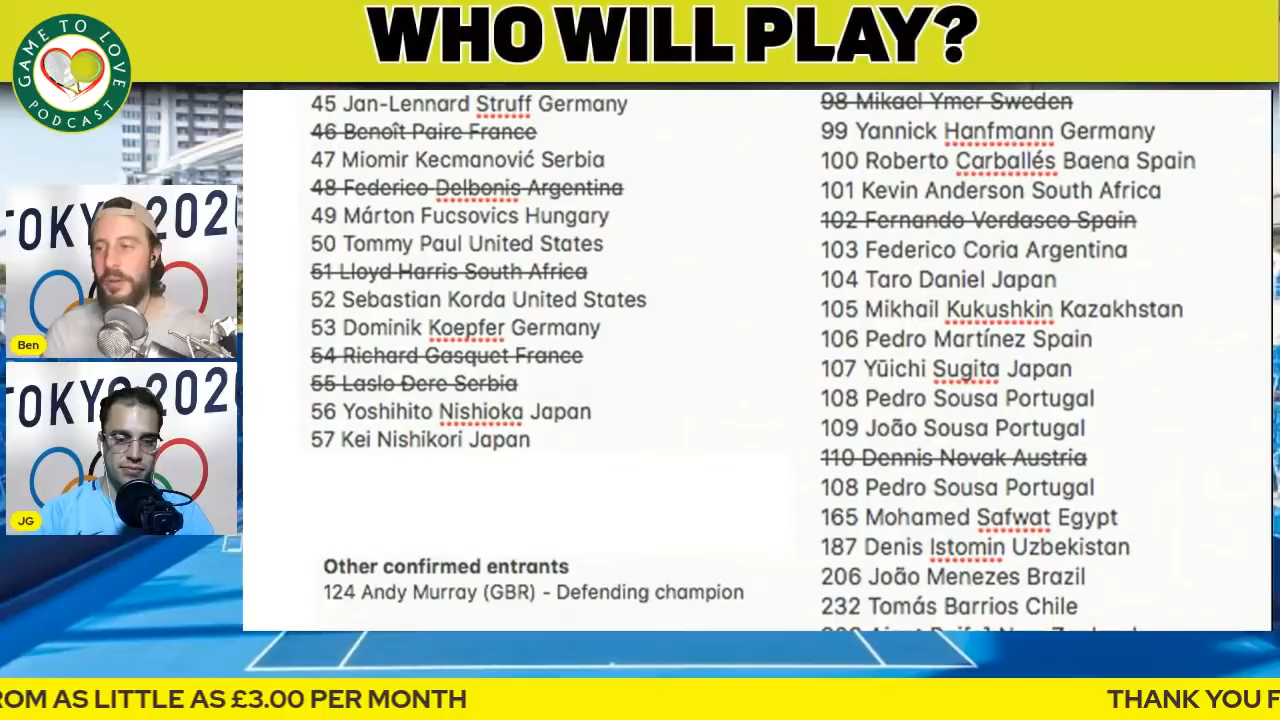 WHO WILL PLAY?
GAME TO LOVE
PODCAST
45 Jan-Lennard Struff Germany
46 Benoît Paire France
47 Miomir Kecmanović Serbia
48 Federico Delbonis Argentina
49 Márton Fucsovics Hungary
50 Tommy Paul United States
51 Lloyd Harris South Africa
52 Sebastian Korda United States
53 Dominik Koepfer Germany
54 Richard Gasquet France
55 Laslo Dere Serbia
56 Yoshihito Nishioka Japan
57 Kei Nishikori Japan
Other confirmed entrants
124 Andy Murray (GBR) - Defending champion
98 Mikael Ymer Sweden
99 Yannick Hanfmann Germany
100 Roberto Carballés Baena Spain
101 Kevin Anderson South Africa
102 Fernando Verdasco Spain
103 Federico Coria Argentina
104 Taro Daniel Japan
105 Mikhail Kukushkin Kazakhstan
106 Pedro Martínez Spain
107 Yūichi Sugita Japan
108 Pedro Sousa Portugal
109 João Sousa Portugal
110 Dennis Novak Austria
108 Pedro Sousa Portugal
165 Mohamed Safwat Egypt
187 Denis Istomin Uzbekistan
206 João Menezes Brazil
232 Tomás Barrios Chile
TOKYO 202
Ben
TOKYO 202
JG
ROM AS LITTLE AS £3.00 PER MONTH
THANK YOU F